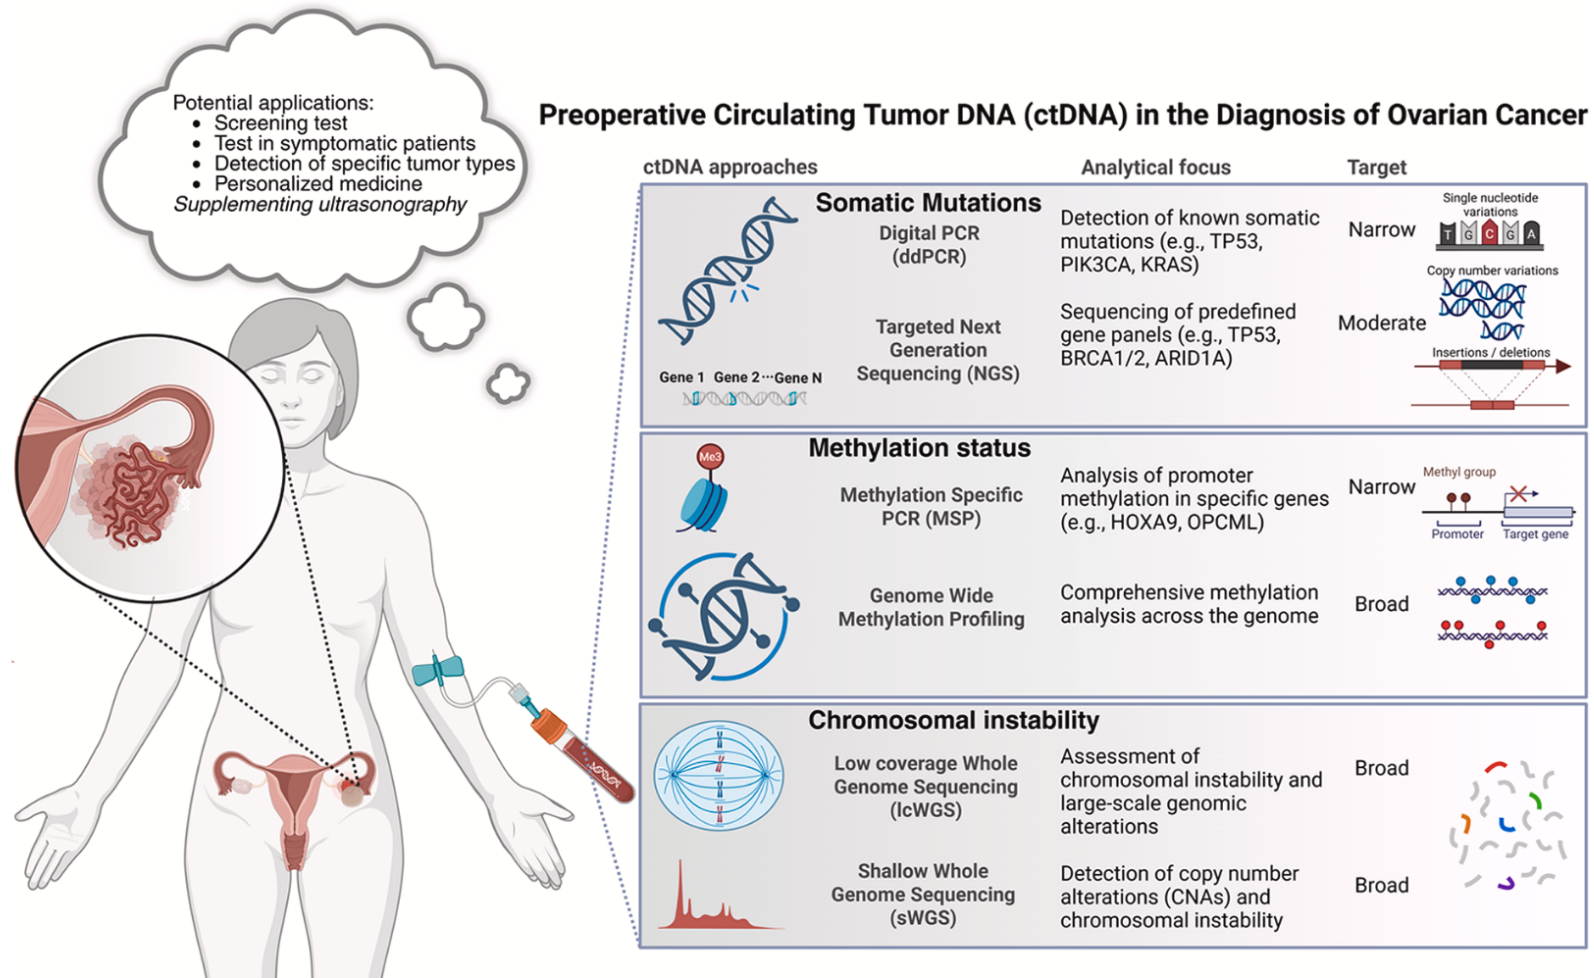 Potential applications:
• Screening test
• Test in symptomatic patients
• Detection of specific tumor types
• Personalized medicine
Supplementing ultrasonography
Preoperative Circulating Tumor DNA (ctDNA) in the Diagnosis of Ovarian Cancer
ctDNA approaches
Analytical focus
Target
Somatic Mutations
Digital PCR
(ddPCR)
Detection of known somatic
mutations (e.g., TP53,
PIK3CA, KRAS)
Narrow
Single nucleotide
variations
T G C G A
Copy number variations
Targeted Next
Generation
Sequencing (NGS)
Sequencing of predefined
gene panels (e.g., TP53,
BRCA1/2, ARID1A)
Moderate
Insertions / deletions
Gene 1 Gene 2 ··· Gene N
Methylation status
Me3
Methylation Specific
PCR (MSP)
Analysis of promoter
methylation in specific genes
(e.g., HOXA9, OPCML)
Narrow
Methyl group
Promoter
Target gene
Genome Wide
Methylation Profiling
Comprehensive methylation
analysis across the genome
Broad
Chromosomal instability
Low coverage Whole
Genome Sequencing
(lcWGS)
Assessment of
chromosomal instability and
large-scale genomic
alterations
Broad
Shallow Whole
Genome Sequencing
(sWGS)
Detection of copy number
alterations (CNAs) and
chromosomal instability
Broad